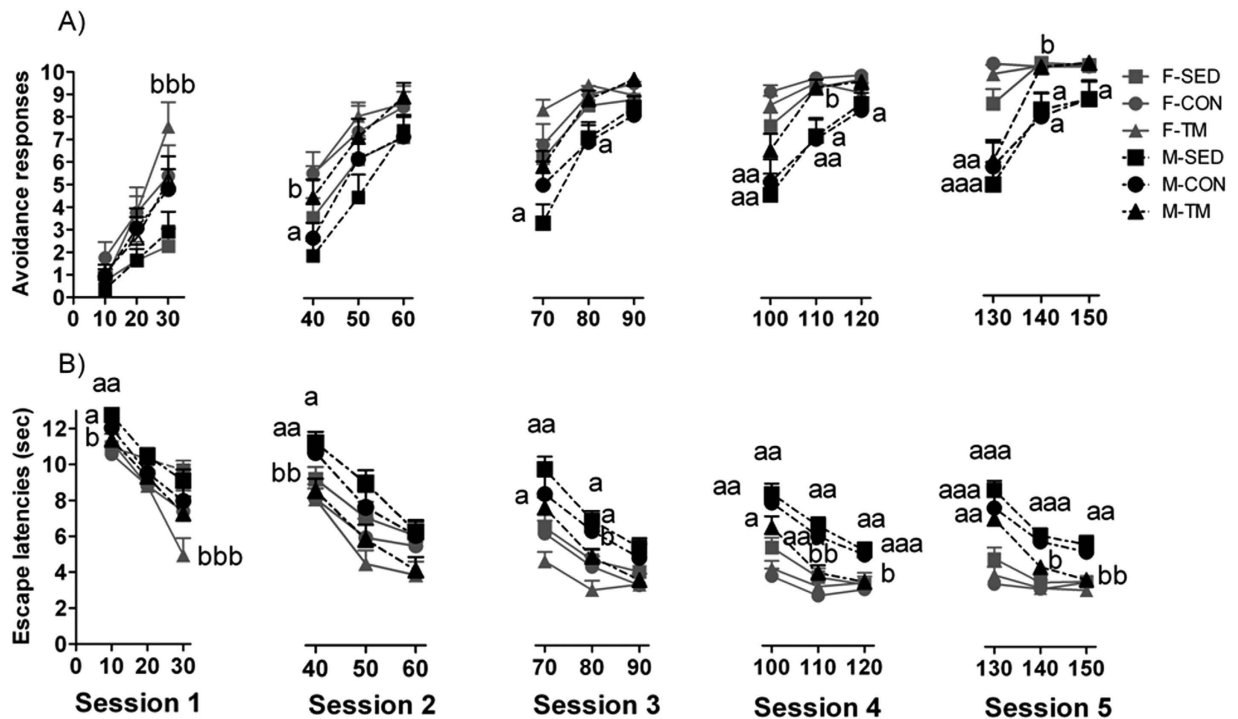 A)
Avoidance responses
10
9
8
7
6
5
4
3
2
1
0
bbb
b
a
a
a
b
a
a
aa
aa
aa
b
a
a
a
aa
aaa
F-SED
F-CON
F-TM
M-SED
M-CON
M-TM
0 10 20 30
40 50 60
70 80 90
100 110 120
130 140 150
B)
Escape latencies (sec)
12
10
8
6
4
2
0
aa
a
b
bbb
a
aa
bb
aa
a
a
a
b
aa
aa
aa
a
aa
bb
aa
aaa
b
aaa
aaa
aa
aaa
aa
b
bb
0 10 20 30
40 50 60
70 80 90
100 110 120
130 140 150
Session 1 Session 2 Session 3 Session 4 Session 5